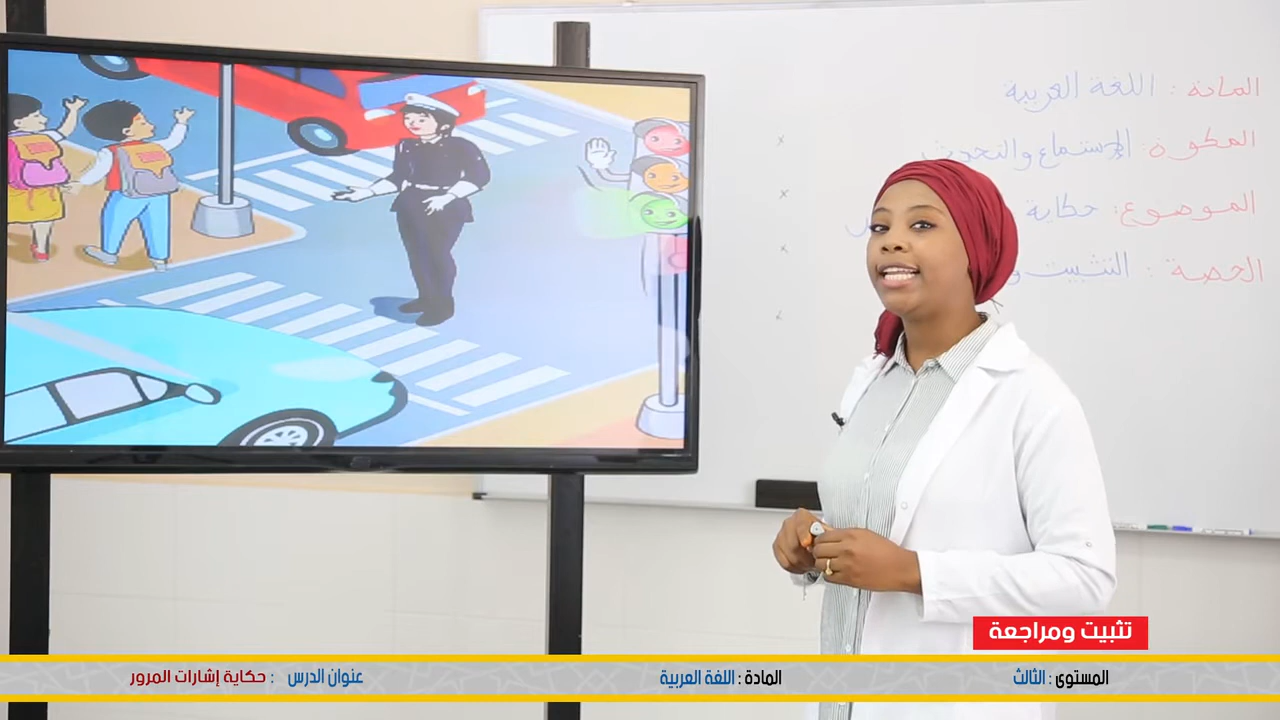 المادة : اللغة العربية
المكون : الاستماع والتحدث
الموضوع : حكاية
الحصة : التثبيت و
تثبيت ومراجعة
المستوى : الثالث
المادة : اللغة العربية
عنوان الدرس : حكاية إشارات المرور